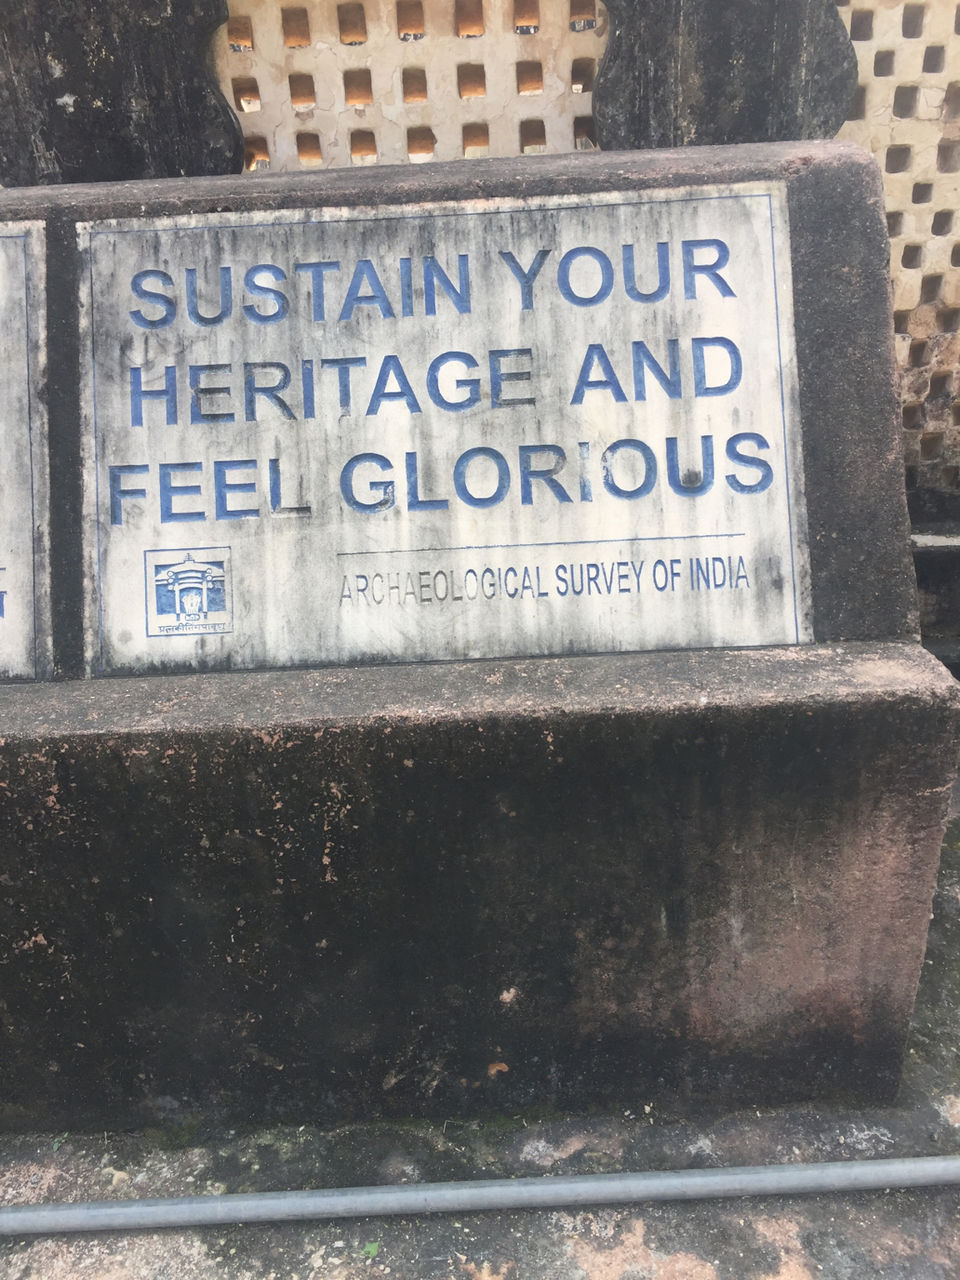 SUSTAIN YOUR
HERITAGE AND
FEEL GLORIOUS
ARCHAEOLOGICAL SURVEY OF INDIA